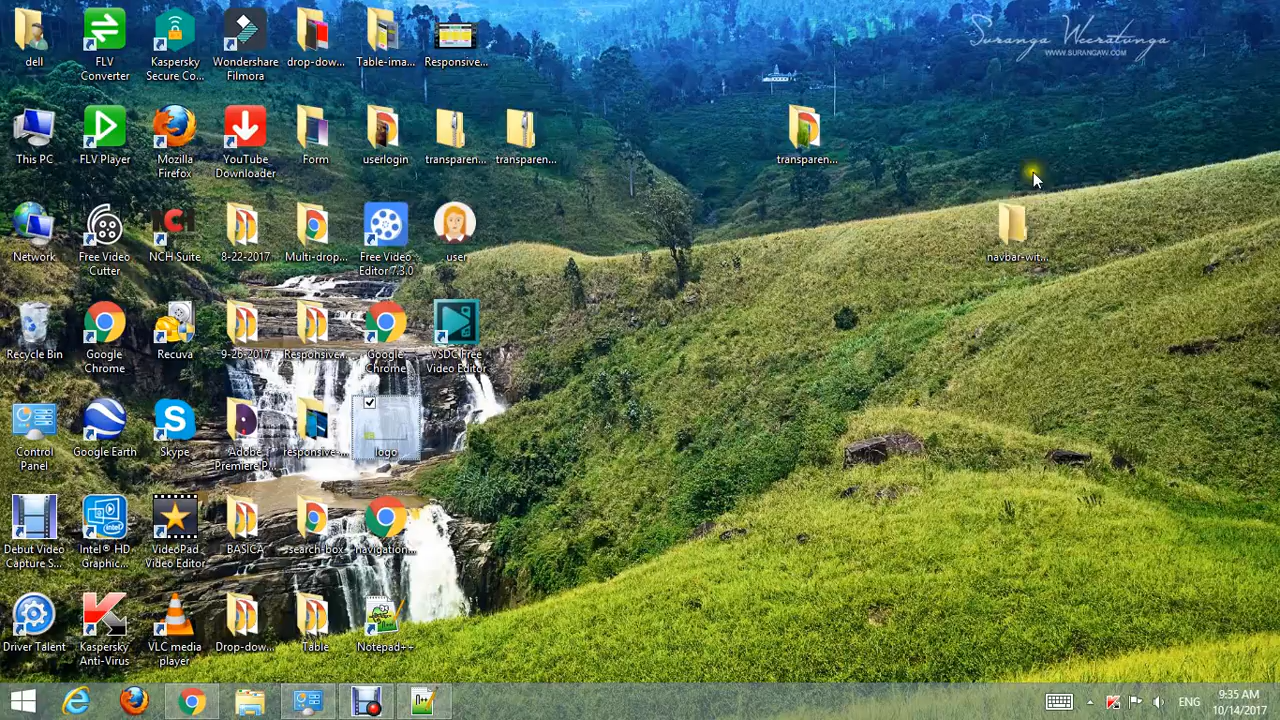 Suranga Weeratunga
WWW.SURANGAW.COM
dell
FLV
Converter
Kaspersky
Secure Co...
Wondershare
Filmora
drop-dow...
Table-ima...
Responsive...
This PC
FLV Player
Mozilla
Firefox
YouTube
Downloader
Form
userlogin
transparen...
transparen...
transparen...
Network
Free Video
Cutter
NCH
NCH Suite
8-22-2017
Multi-drop...
Free Video
Editor 7.3.0
user
navbar-wit...
Recycle Bin
Google
Chrome
Recuva
9-26-2017
Responsive...
Google
Chrome
VSDC Free
Video Editor
Control
Panel
Google Earth
Skype
Adobe
Premiere P...
responsive-...
logo
Debut Video
Capture S...
Intel® HD
Graphic...
VideoPad
Video Editor
BASICA
search-box
navigation...
Driver Talent
Kaspersky
Anti-Virus
VLC media
player
Drop-dow...
Table
Notepad++
ENG
9:35 AM
10/14/2017